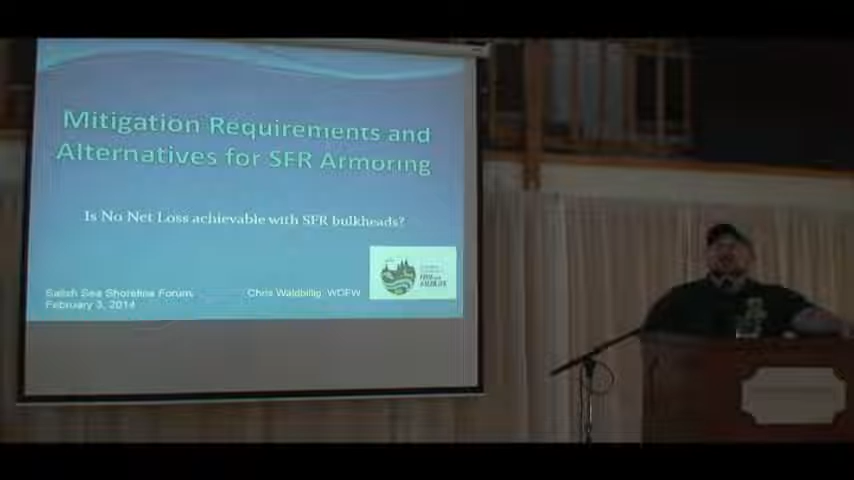 Mitigation Requirements and
Alternatives for SFR Armoring
Is No Net Loss achievable with SFR bulkheads?
Salish Sea Shoreline Forum, Chris Waldbillig, WDFW
February 3, 2014